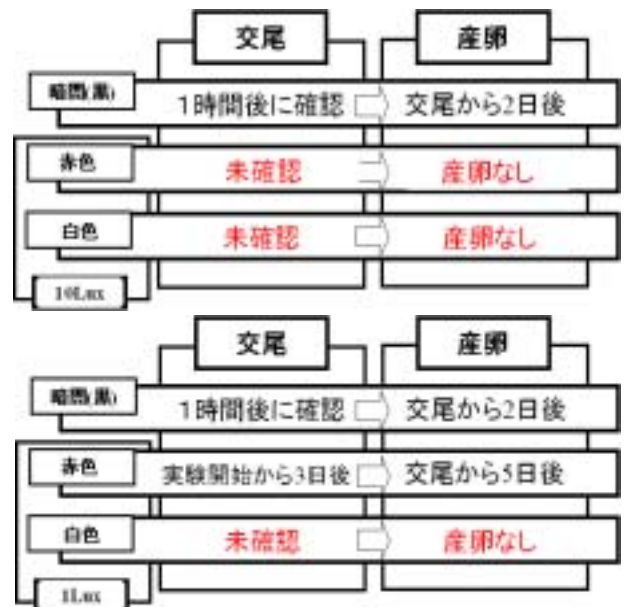 交尾 産卵
暗闇(黒) 1時間後に確認 交尾から2日後
赤色 未確認 産卵なし
白色 未確認 産卵なし
10Lux
交尾 産卵
暗闇(黒) 1時間後に確認 交尾から2日後
赤色 実験開始から3日後 交尾から5日後
白色 未確認 産卵なし
1Lux